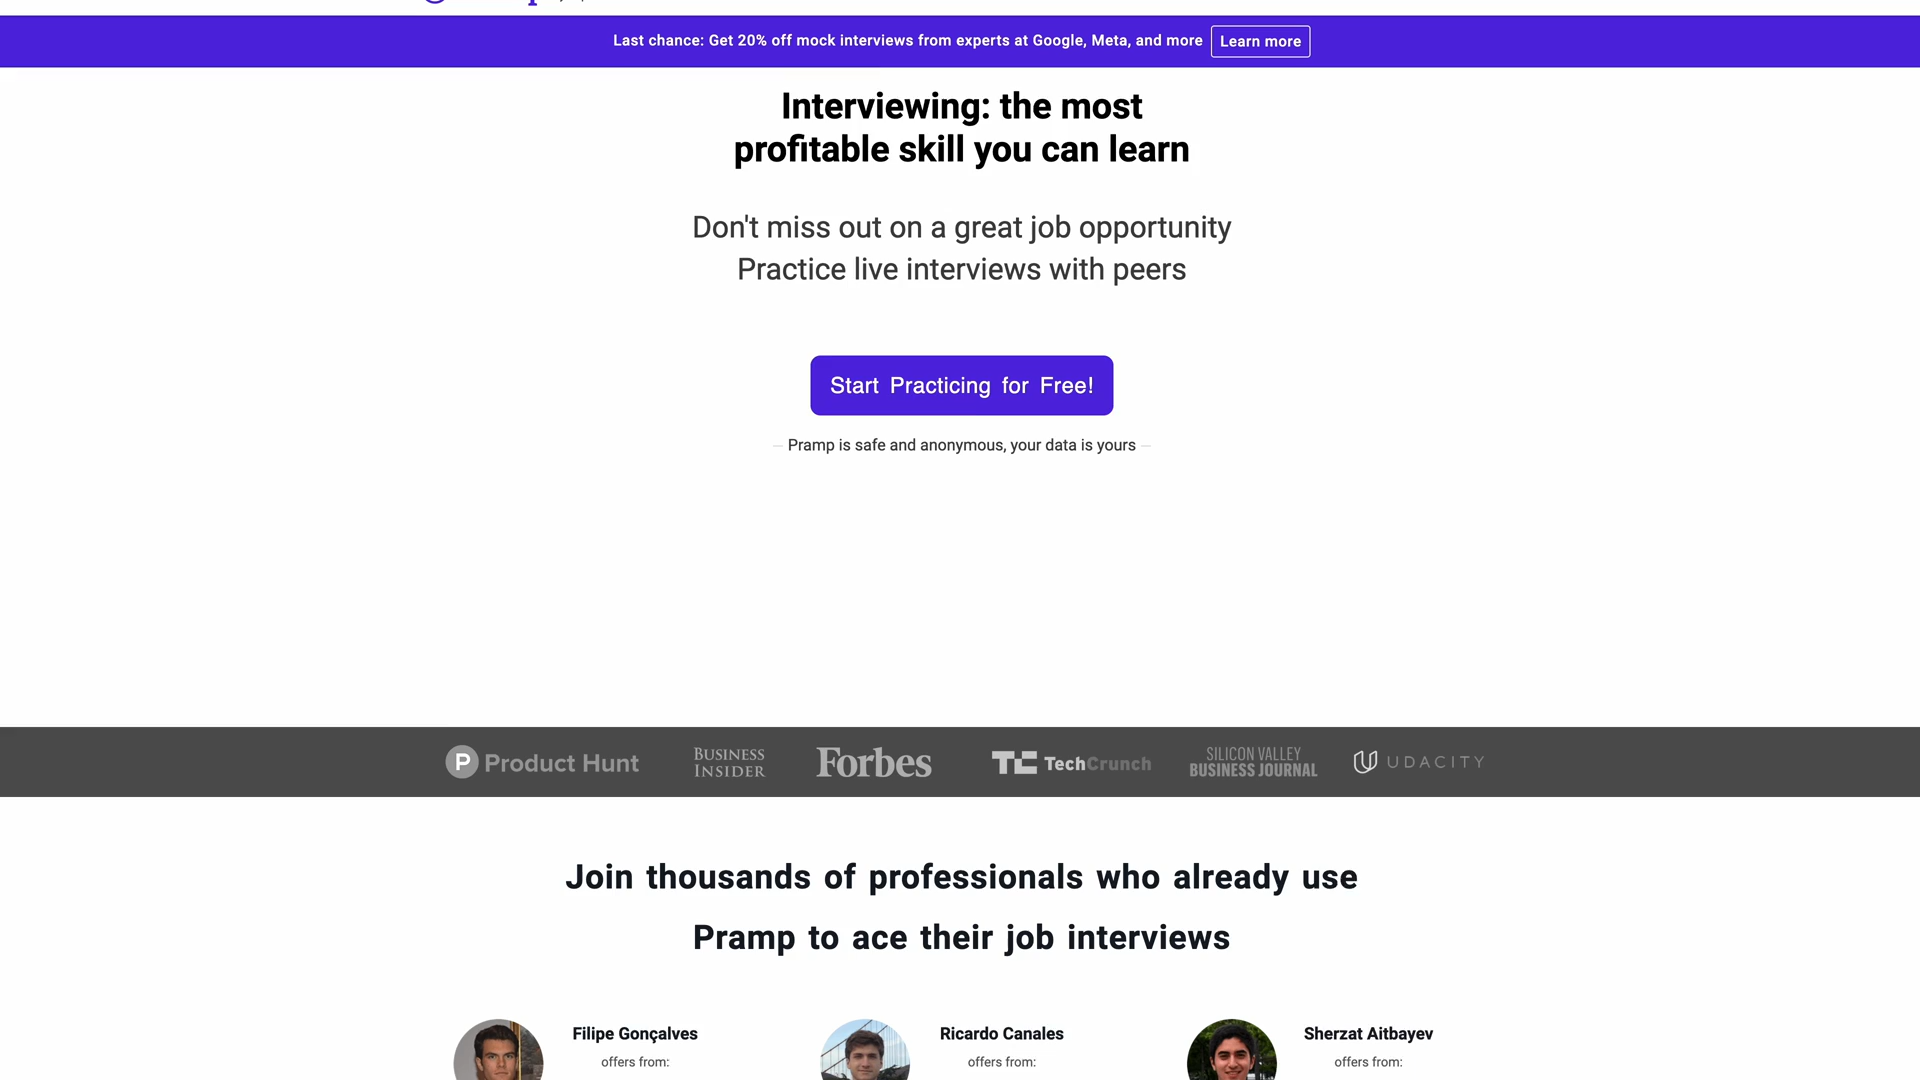 Last chance: Get 20% off mock interviews from experts at Google, Meta, and more Learn more
Interviewing: the most
profitable skill you can learn
Don't miss out on a great job opportunity
Practice live interviews with peers
Start Practicing for Free!
Pramp is safe and anonymous, your data is yours
P Product Hunt
BUSINESS
INSIDER
Forbes
TC TechCrunch
SILICON VALLEY
BUSINESS JOURNAL
UDACITY
Join thousands of professionals who already use
Pramp to ace their job interviews
Filipe Gonçalves
offers from:
Ricardo Canales
offers from:
Sherzat Aitbayev
offers from: